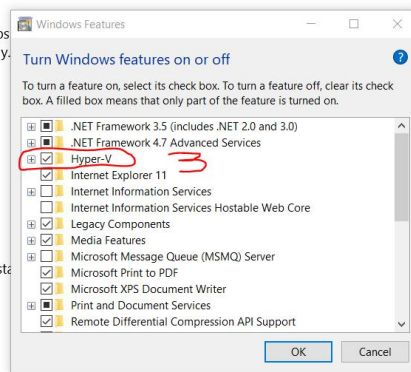 Windows Features
Turn Windows features on or off
To turn a feature on, select its check box. To turn a feature off, clear its check
box. A filled box means that only part of the feature is turned on.
.NET Framework 3.5 (includes .NET 2.0 and 3.0)
.NET Framework 4.7 Advanced Services
Hyper-V 3
Internet Explorer 11
Internet Information Services
Internet Information Services Hostable Web Core
Legacy Components
Media Features
Microsoft Message Queue (MSMQ) Server
Microsoft Print to PDF
Microsoft XPS Document Writer
Print and Document Services
Remote Differential Compression API Support
OK Cancel